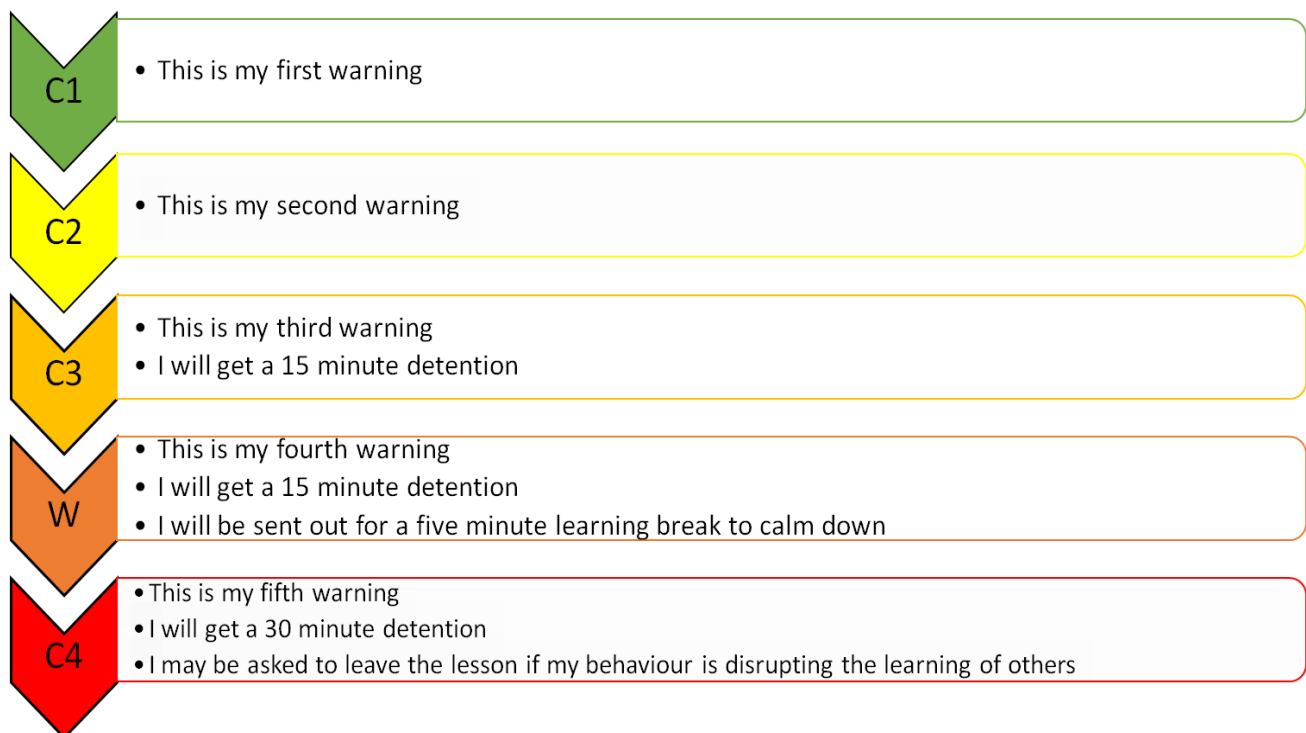 C1
• This is my first warning
C2
• This is my second warning
C3
• This is my third warning
• I will get a 15 minute detention
W
• This is my fourth warning
• I will get a 15 minute detention
• I will be sent out for a five minute learning break to calm down
C4
• This is my fifth warning
• I will get a 30 minute detention
• I may be asked to leave the lesson if my behaviour is disrupting the learning of others